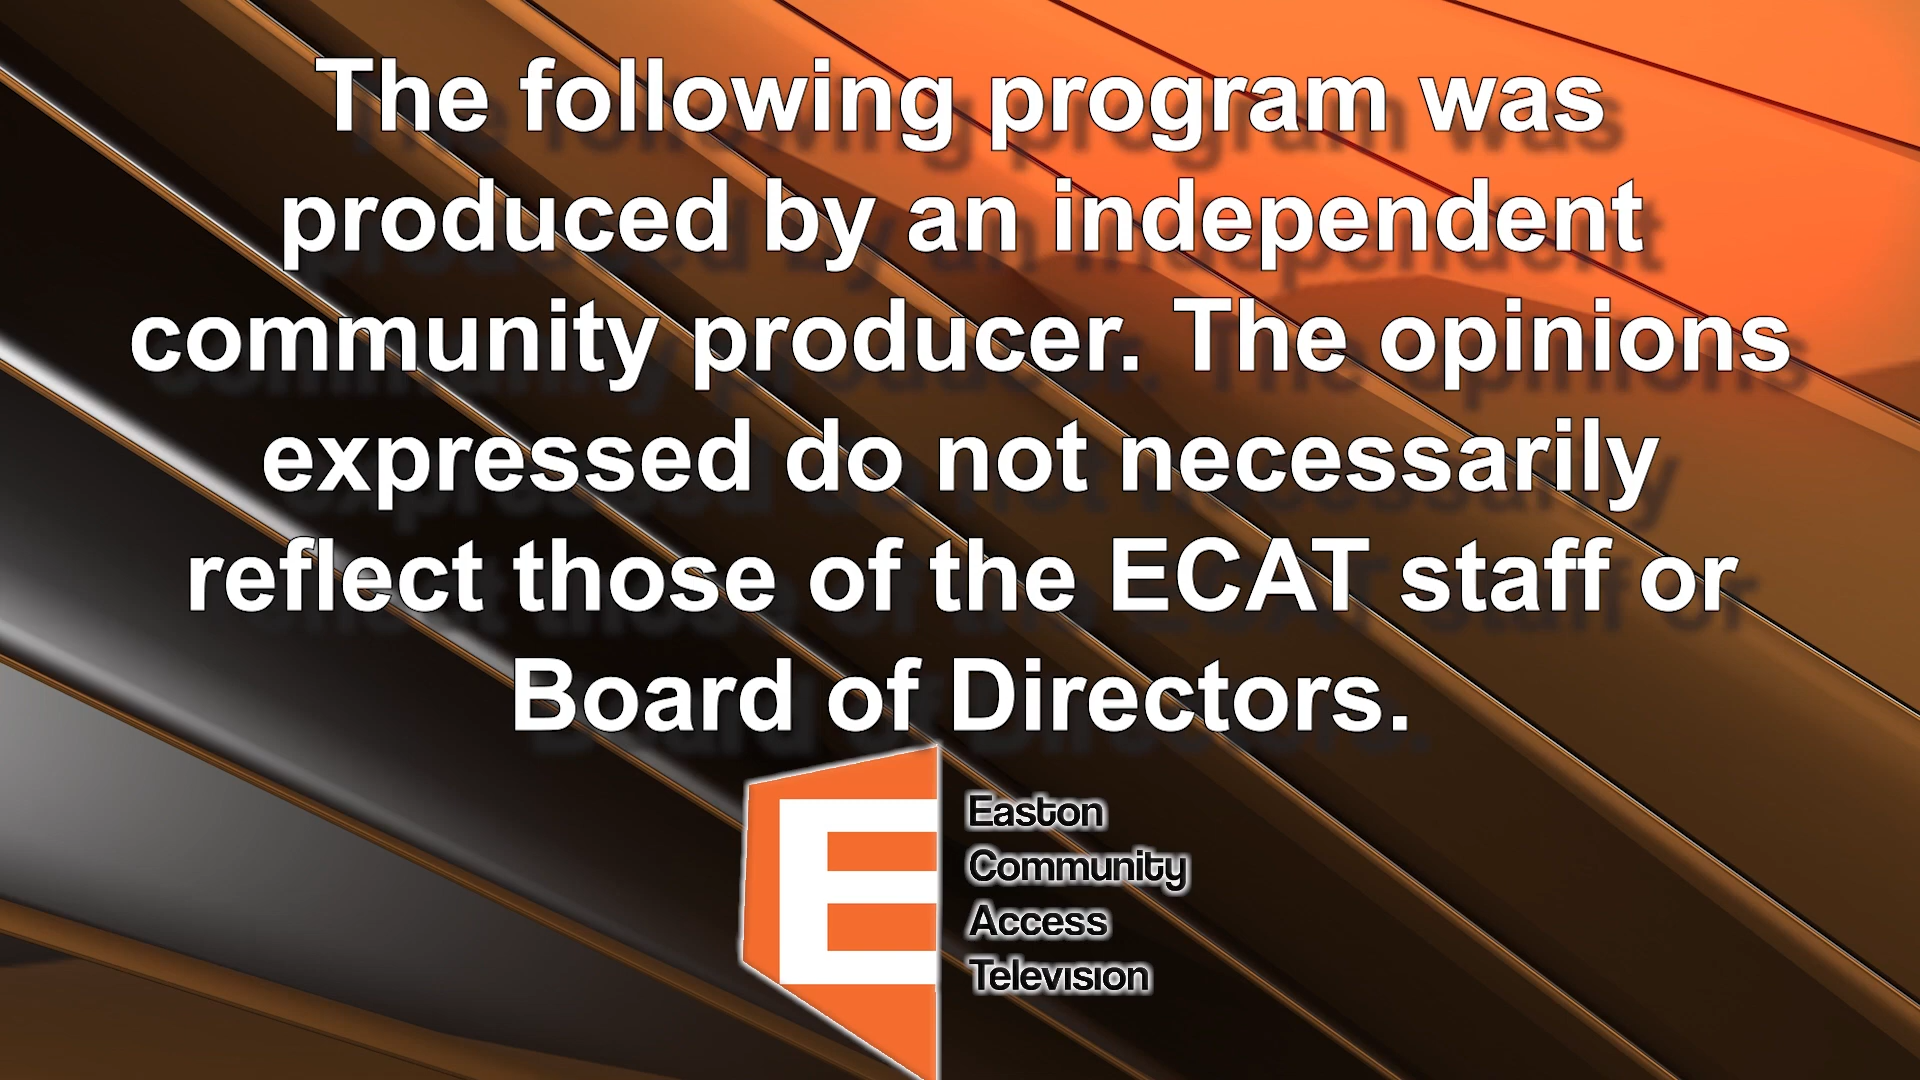 The following program was
produced by an independent
community producer. The opinions
expressed do not necessarily
reflect those of the ECAT staff or
Board of Directors.
E
Easton
Community
Access
Television